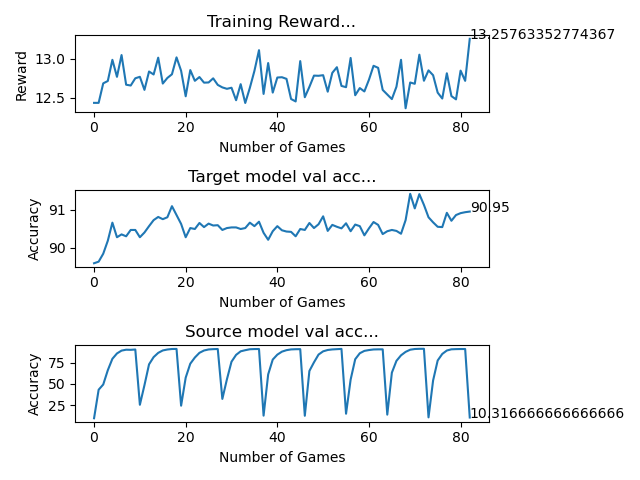 Training Reward...
13.25763352774367
Reward
13.0
12.5
0 20 40 60 80
Number of Games
Target model val acc...
90.95
Accuracy
91
90
0 20 40 60 80
Number of Games
Source model val acc...
Accuracy
75
50
25
10.316666666666666
0 20 40 60 80
Number of Games